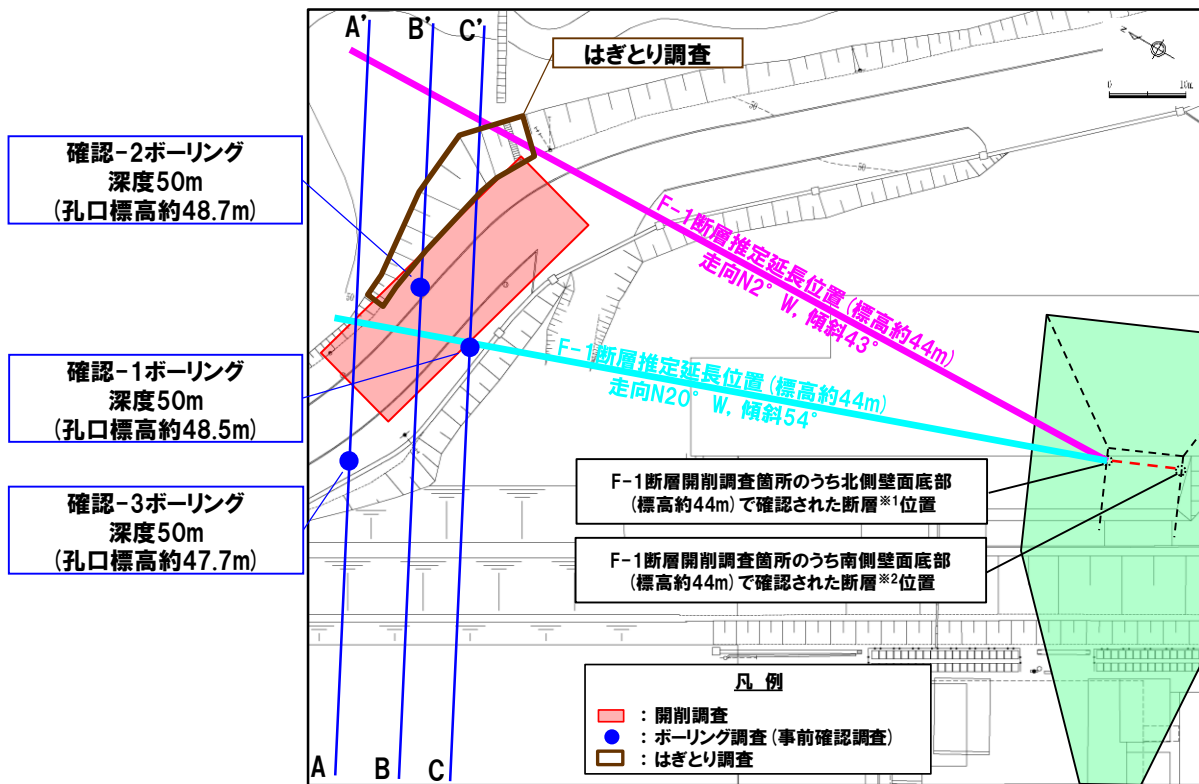 A'
B'
C'
はぎとり調査
N
0
10m
確認-2ボーリング
深度50m
(孔口標高約48.7m)
確認-1ボーリング
深度50m
(孔口標高約48.5m)
確認-3ボーリング
深度50m
(孔口標高約47.7m)
F-1断層推定延長位置(標高約44m)
走向N2°W, 傾斜43°
F-1断層推定延長位置(標高約44m)
走向N20°W, 傾斜54°
F-1断層開削調査箇所のうち北側壁面底部
(標高約44m)で確認された断層※1位置
F-1断層開削調査箇所のうち南側壁面底部
(標高約44m)で確認された断層※2位置
凡 例
: 開削調査
: ボーリング調査(事前確認調査)
: はぎとり調査
A
B
C